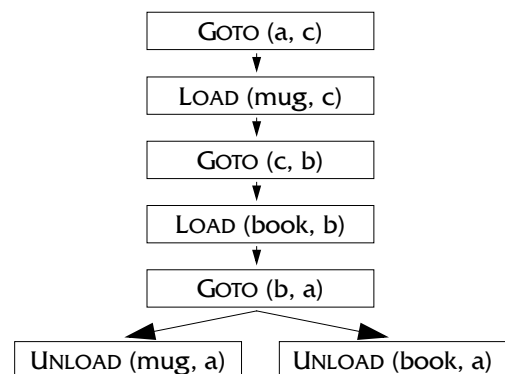 GOTO (a, c)
LOAD (mug, c)
GOTO (c, b)
LOAD (book, b)
GOTO (b, a)
UNLOAD (mug, a) UNLOAD (book, a)